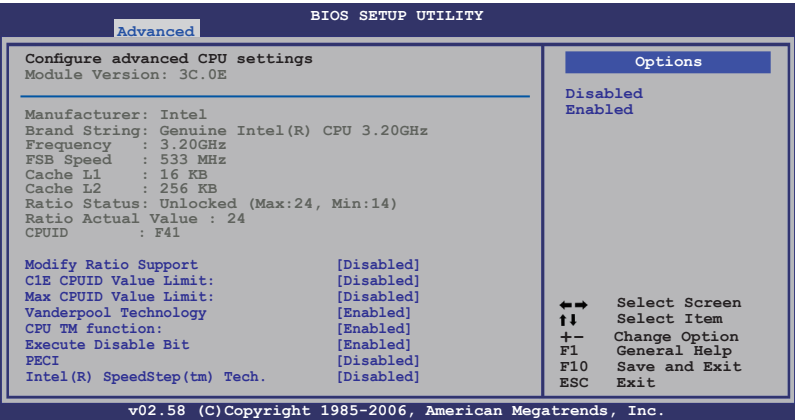 BIOS SETUP UTILITY
Advanced
Configure advanced CPU settings
Module Version: 3C.0E
Manufacturer: Intel
Brand String: Genuine Intel(R) CPU 3.20GHz
Frequency : 3.20GHz
FSB Speed : 533 MHz
Cache L1 : 16 KB
Cache L2 : 256 KB
Ratio Status: Unlocked (Max:24, Min:14)
Ratio Actual Value : 24
CPUID : F41
Modify Ratio Support [Disabled]
C1E CPUID Value Limit: [Disabled]
Max CPUID Value Limit: [Disabled]
Vanderpool Technology [Enabled]
CPU TM function: [Enabled]
Execute Disable Bit [Enabled]
PECI [Disabled]
Intel(R) SpeedStep(tm) Tech. [Disabled]
Options
Disabled
Enabled
←→ Select Screen
↑↓ Select Item
+- Change Option
F1 General Help
F10 Save and Exit
ESC Exit
v02.58 (C)Copyright 1985-2006, American Megatrends, Inc.